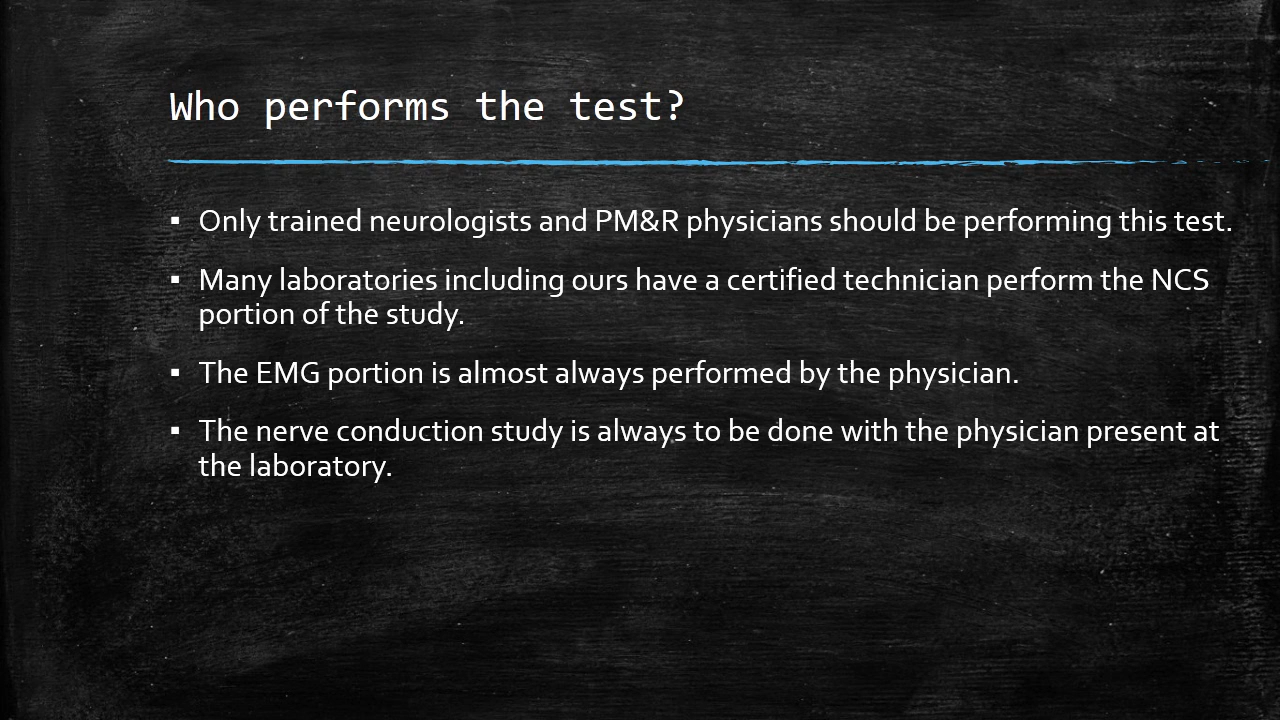 Who performs the test?
▪ Only trained neurologists and PM&R physicians should be performing this test.
▪ Many laboratories including ours have a certified technician perform the NCS
portion of the study.
▪ The EMG portion is almost always performed by the physician.
▪ The nerve conduction study is always to be done with the physician present at
the laboratory.